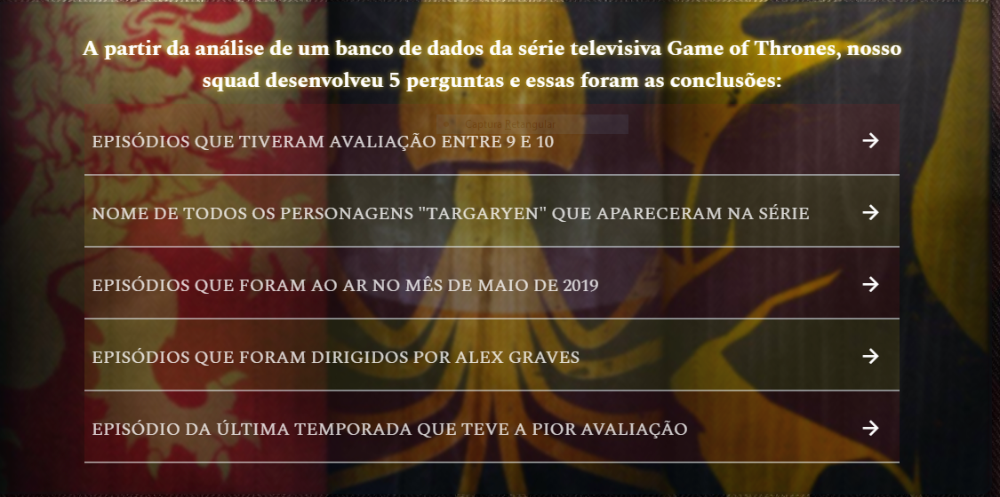 A partir da análise de um banco de dados da série televisiva Game of Thrones, nosso
squad desenvolveu 5 perguntas e essas foram as conclusões:
Captura Retangular
EPISÓDIOS QUE TIVERAM AVALIAÇÃO ENTRE 9 E 10
NOME DE TODOS OS PERSONAGENS "TARGARYEN" QUE APARECERAM NA SÉRIE
EPISÓDIOS QUE FORAM AO AR NO MÊS DE MAIO DE 2019
EPISÓDIOS QUE FORAM DIRIGIDOS POR ALEX GRAVES
EPISÓDIO DA ÚLTIMA TEMPORADA QUE TEVE A PIOR AVALIAÇÃO